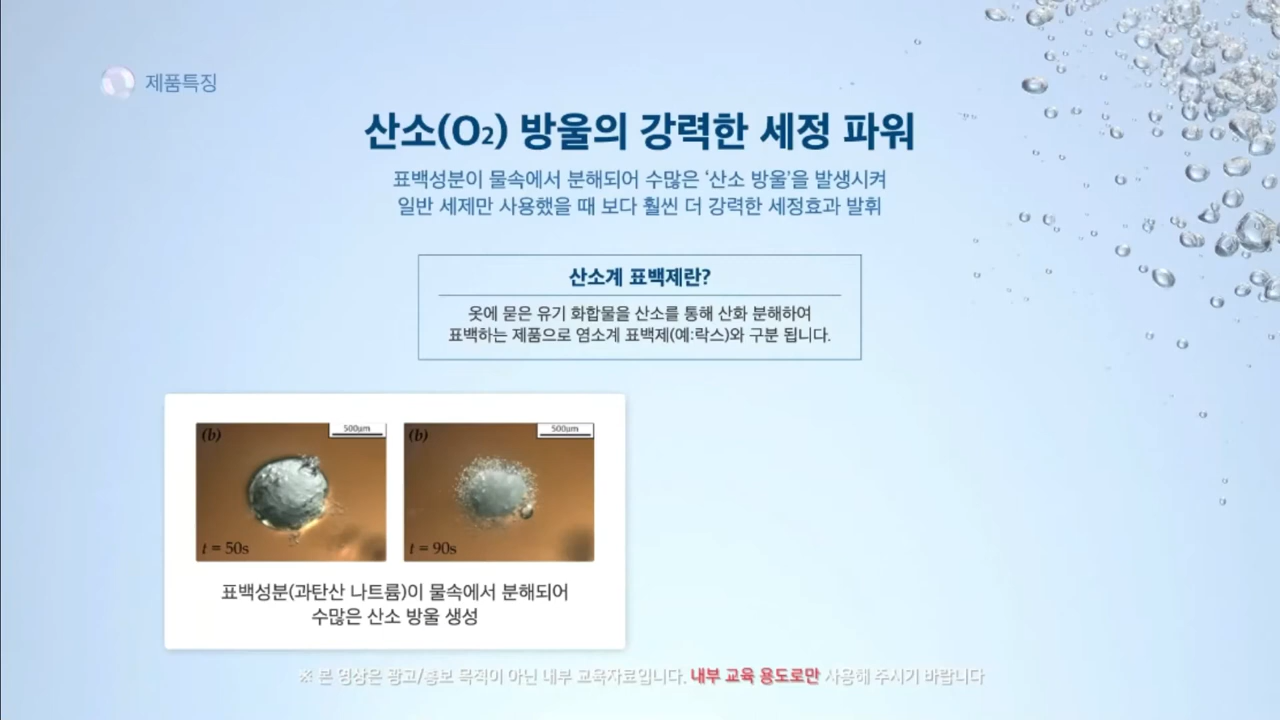 제품특징
산소(O₂) 방울의 강력한 세정 파워
표백성분이 물속에서 분해되어 수많은 ‘산소 방울’을 발생시켜
일반 세제만 사용했을 때 보다 훨씬 더 강력한 세정효과 발휘
산소계 표백제란?
옷에 묻은 유기 화합물을 산소를 통해 산화 분해하여
표백하는 제품으로 염소계 표백제(예:락스)와 구분 됩니다.
(b) 500μm
t = 50s
(b) 500μm
t = 90s
표백성분(과탄산 나트륨)이 물속에서 분해되어
수많은 산소 방울 생성
※ 본 영상은 광고/홍보 목적이 아닌 내부 교육자료입니다. 내부 교육 용도로만 사용해 주시기 바랍니다